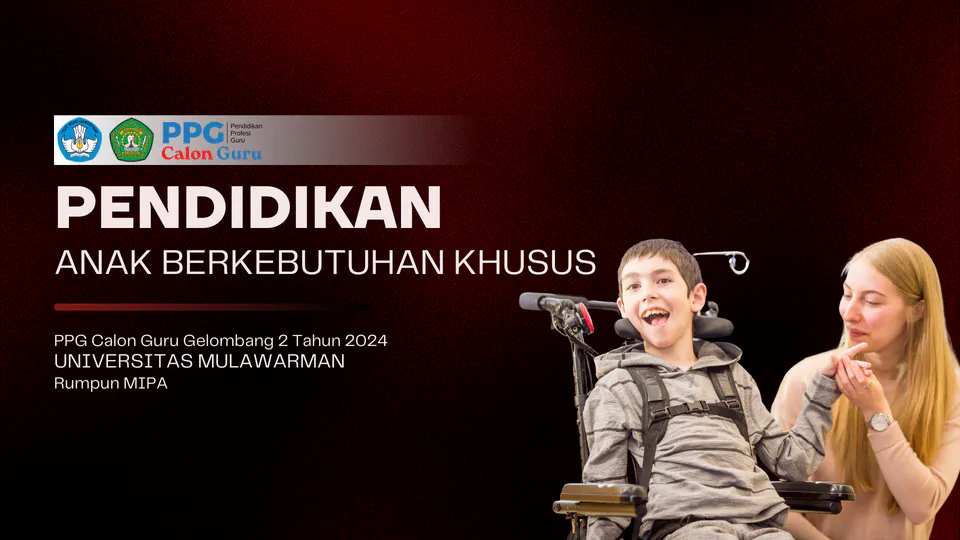 PPG
Pendidikan
Profesi
Guru
Calon Guru
PENDIDIKAN
ANAK BERKEBUTUHAN KHUSUS
PPG Calon Guru Gelombang 2 Tahun 2024
UNIVERSITAS MULAWARMAN
Rumpun MIPA